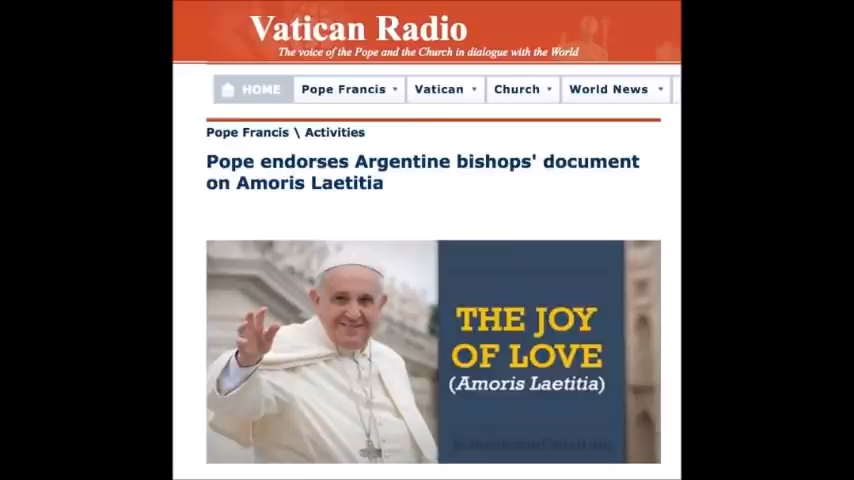 Vatican Radio
The voice of the Pope and the Church in dialogue with the World
HOME
Pope Francis
Vatican
Church
World News
Pope Francis \ Activities
Pope endorses Argentine bishops' document
on Amoris Laetitia
THE JOY
OF LOVE
(Amoris Laetitia)